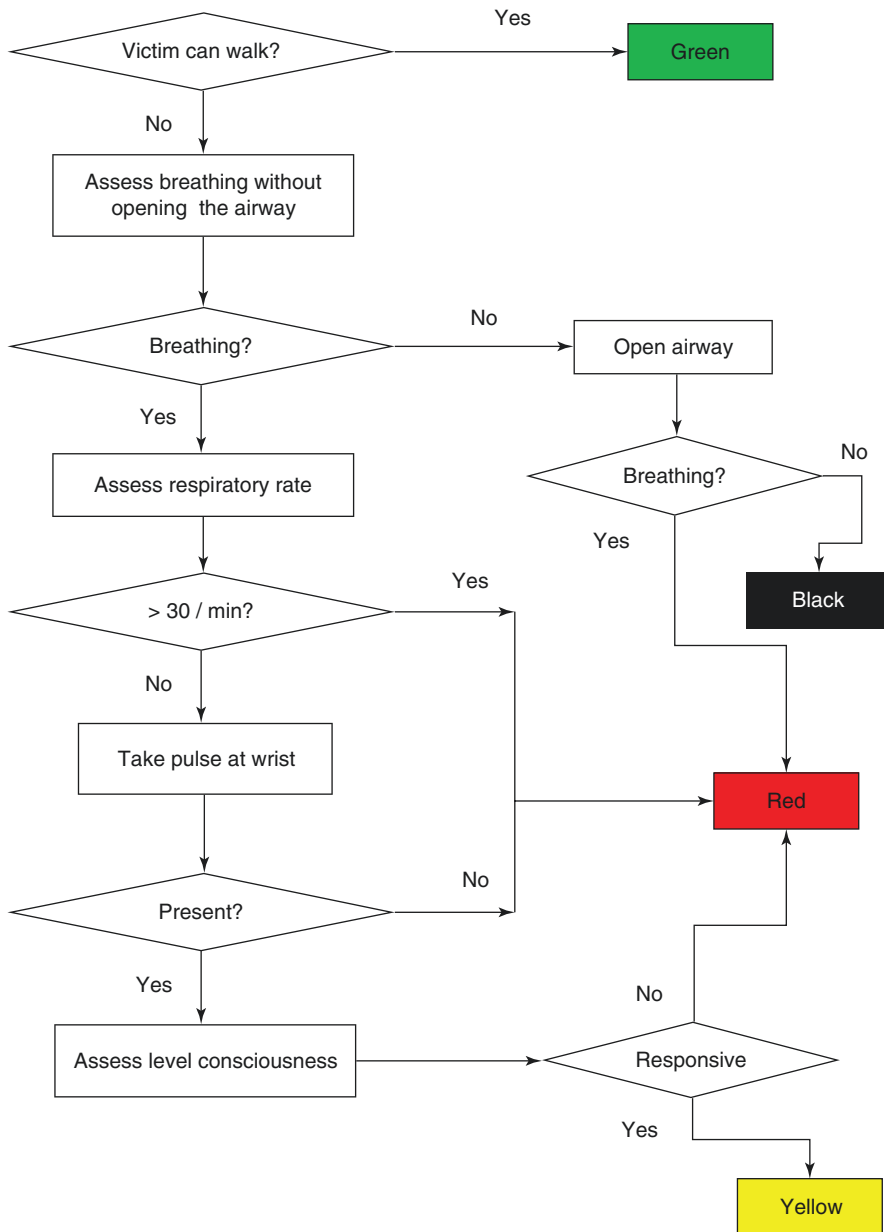 Victim can walk?
Yes
Green
No
Assess breathing without
opening the airway
Breathing?
No
Open airway
Yes
Breathing?
No
Assess respiratory rate
Yes
Black
> 30 / min?
Yes
No
Take pulse at wrist
Red
Present?
No
Yes
Assess level consciousness
No
Responsive
Yes
Yellow